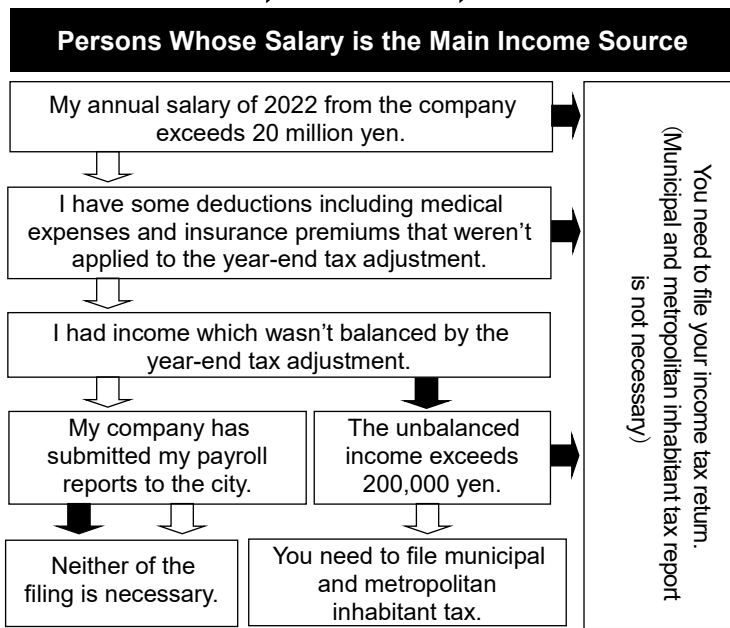 Persons Whose Salary is the Main Income Source
My annual salary of 2022 from the company
exceeds 20 million yen.
I have some deductions including medical
expenses and insurance premiums that weren’t
applied to the year-end tax adjustment.
I had income which wasn’t balanced by the
year-end tax adjustment.
My company has
submitted my payroll
reports to the city.
The unbalanced
income exceeds
200,000 yen.
Neither of the
filing is necessary.
You need to file municipal
and metropolitan
inhabitant tax.
You need to file your income tax return.
(Municipal and metropolitan inhabitant tax report
is not necessary)